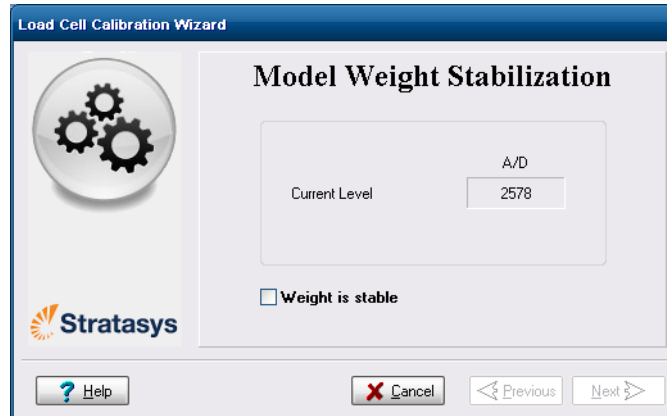 Load Cell Calibration Wizard
Model Weight Stabilization
A/D
Current Level 2578
Weight is stable
Stratasys
? Help Cancel Previous Next